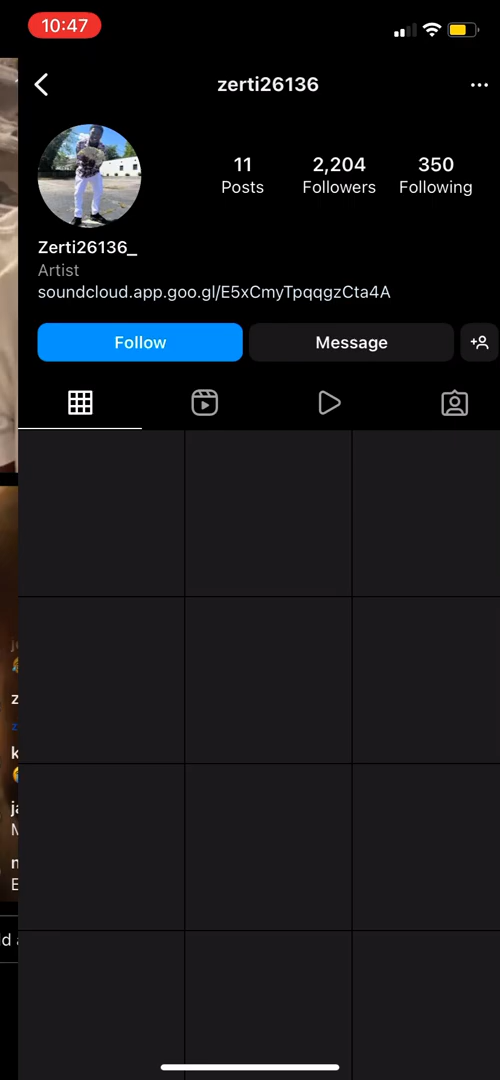 10:47
zerti26136
11
Posts
2,204
Followers
350
Following
Zerti26136_
Artist
soundcloud.app.goo.gl/E5xCmyTpqqgzCta4A
Follow
Message